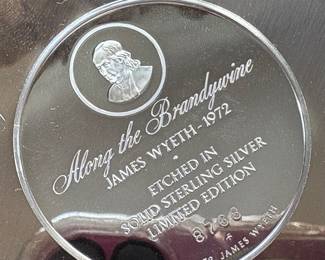 Along the Brandywine
JAMES WYETH - 1972
•
ETCHED IN
SOLID STERLING SILVER
LIMITED EDITION
JAMES WYETH